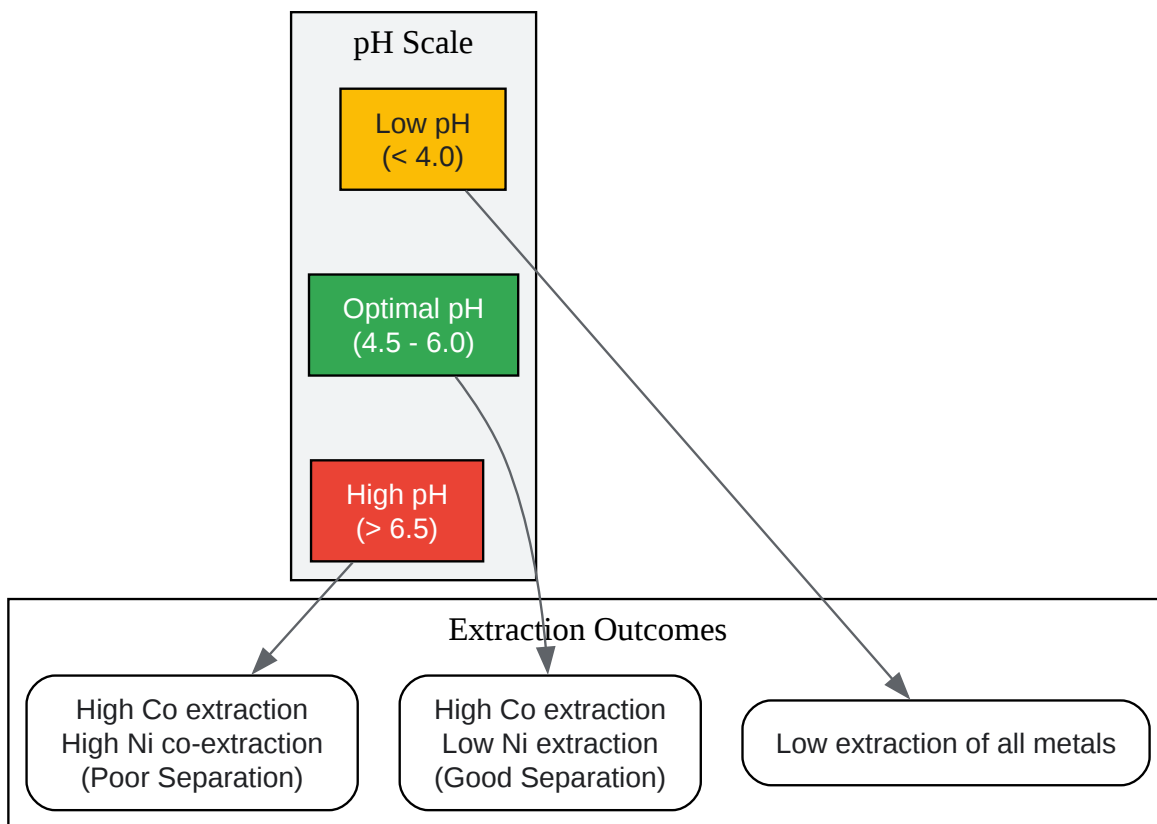 pH Scale
Low pH
(< 4.0)
Optimal pH
(4.5 - 6.0)
High pH
(> 6.5)
Extraction Outcomes
High Co extraction
High Ni co-extraction
(Poor Separation)
High Co extraction
Low Ni extraction
(Good Separation)
Low extraction of all metals